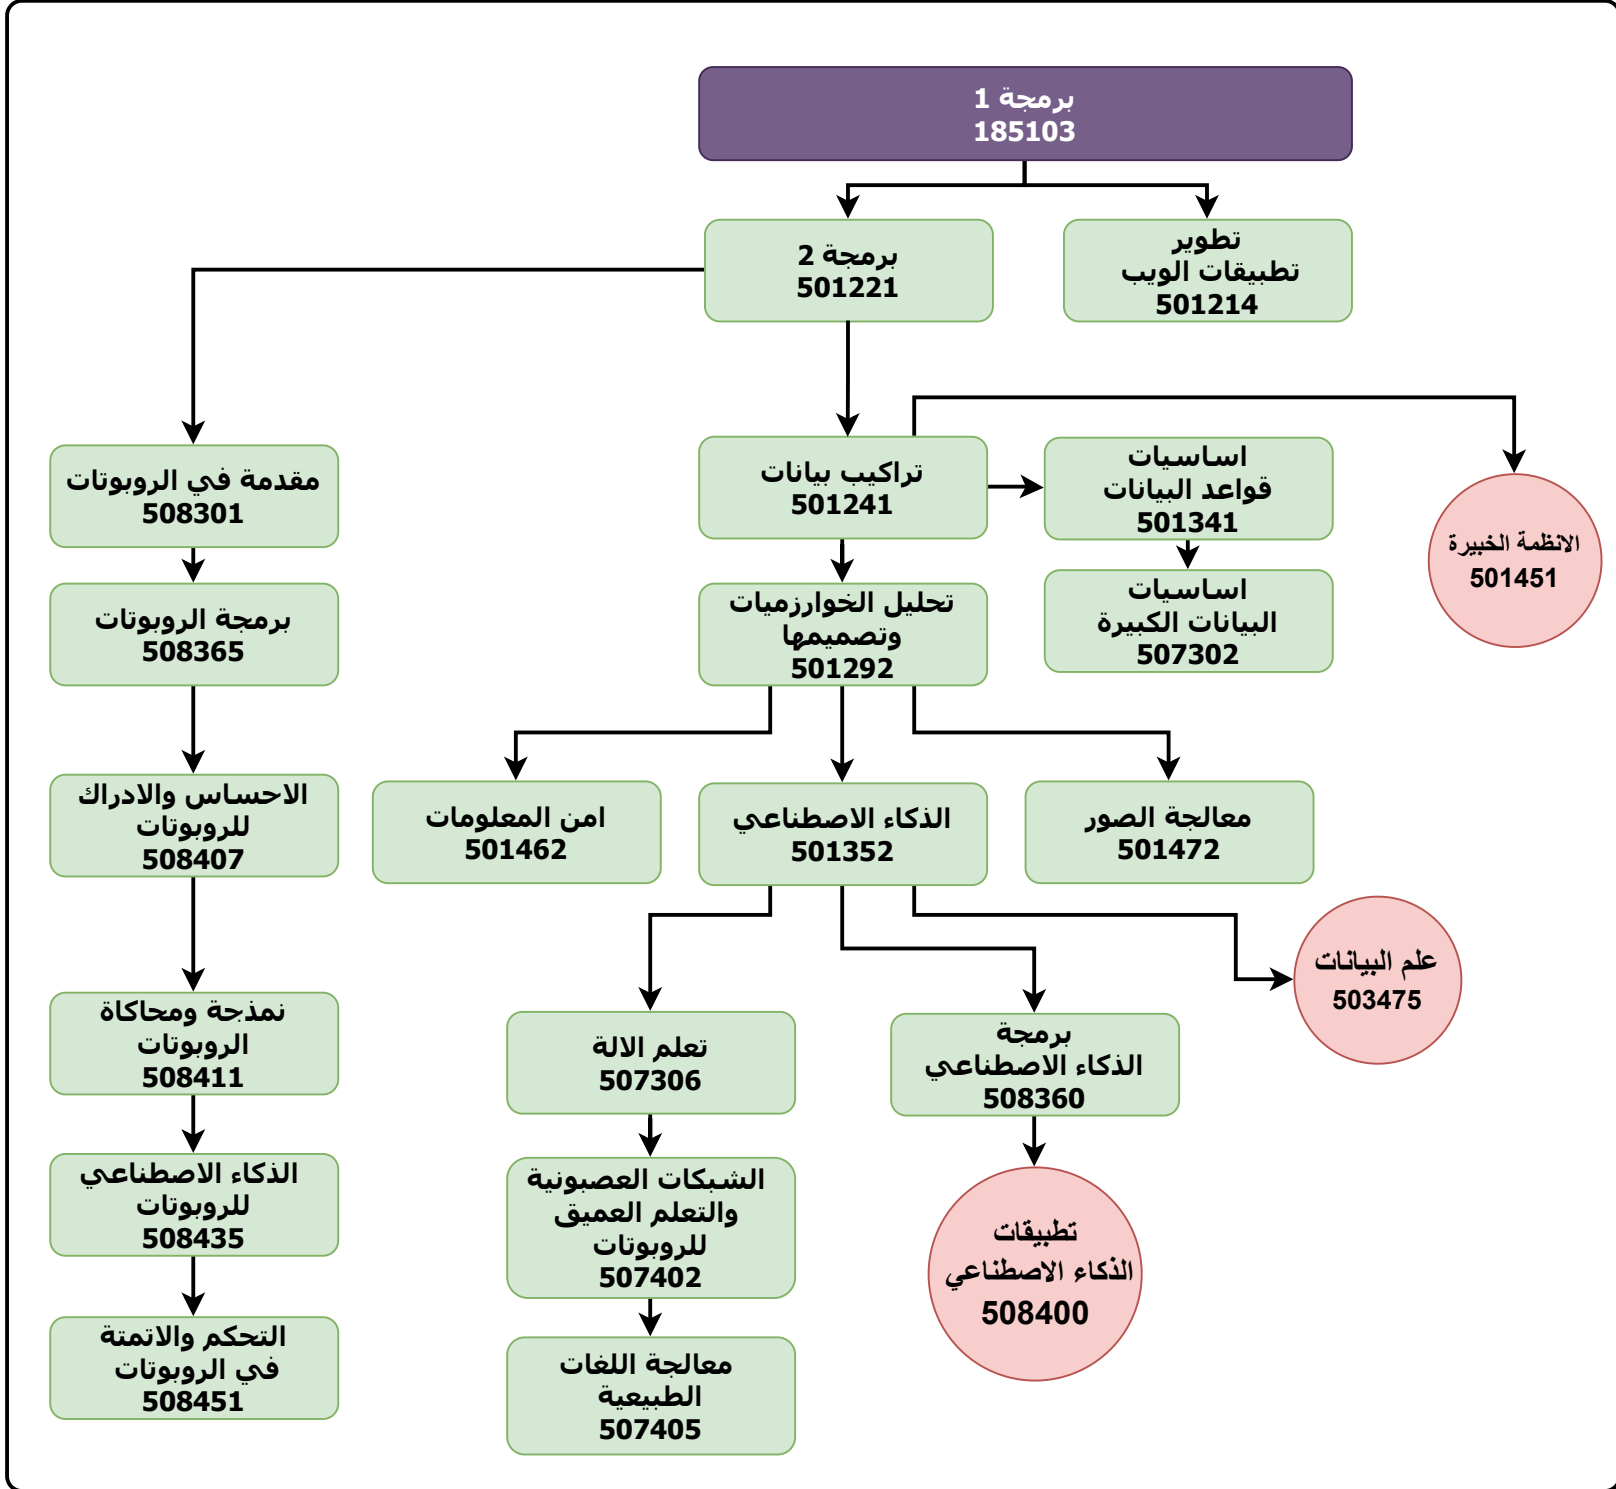 برمجة 1
185103
تطوير
تطبيقات الويب
501214
برمجة 2
501221
الانظمة الخبيرة
501451
اساسيات
قواعد البيانات
501341
تراكيب بيانات
501241
مقدمة في الروبوتات
508301
اساسيات
البيانات الكبيرة
507302
تحليل الخوارزميات
وتصميمها
501292
برمجة الروبوتات
508365
معالجة الصور
501472
الذكاء الاصطناعي
501352
امن المعلومات
501462
الاحساس والادراك
للروبوتات
508407
علم البيانات
503475
برمجة
الذكاء الاصطناعي
508360
تعلم الالة
507306
نمذجة ومحاكاة
الروبوتات
508411
تطبيقات
الذكاء الاصطناعي
508400
الشبكات العصبونية
والتعلم العميق
للروبوتات
507402
الذكاء الاصطناعي
للروبوتات
508435
معالجة اللغات
الطبيعية
507405
التحكم والاتمتة
في الروبوتات
508451